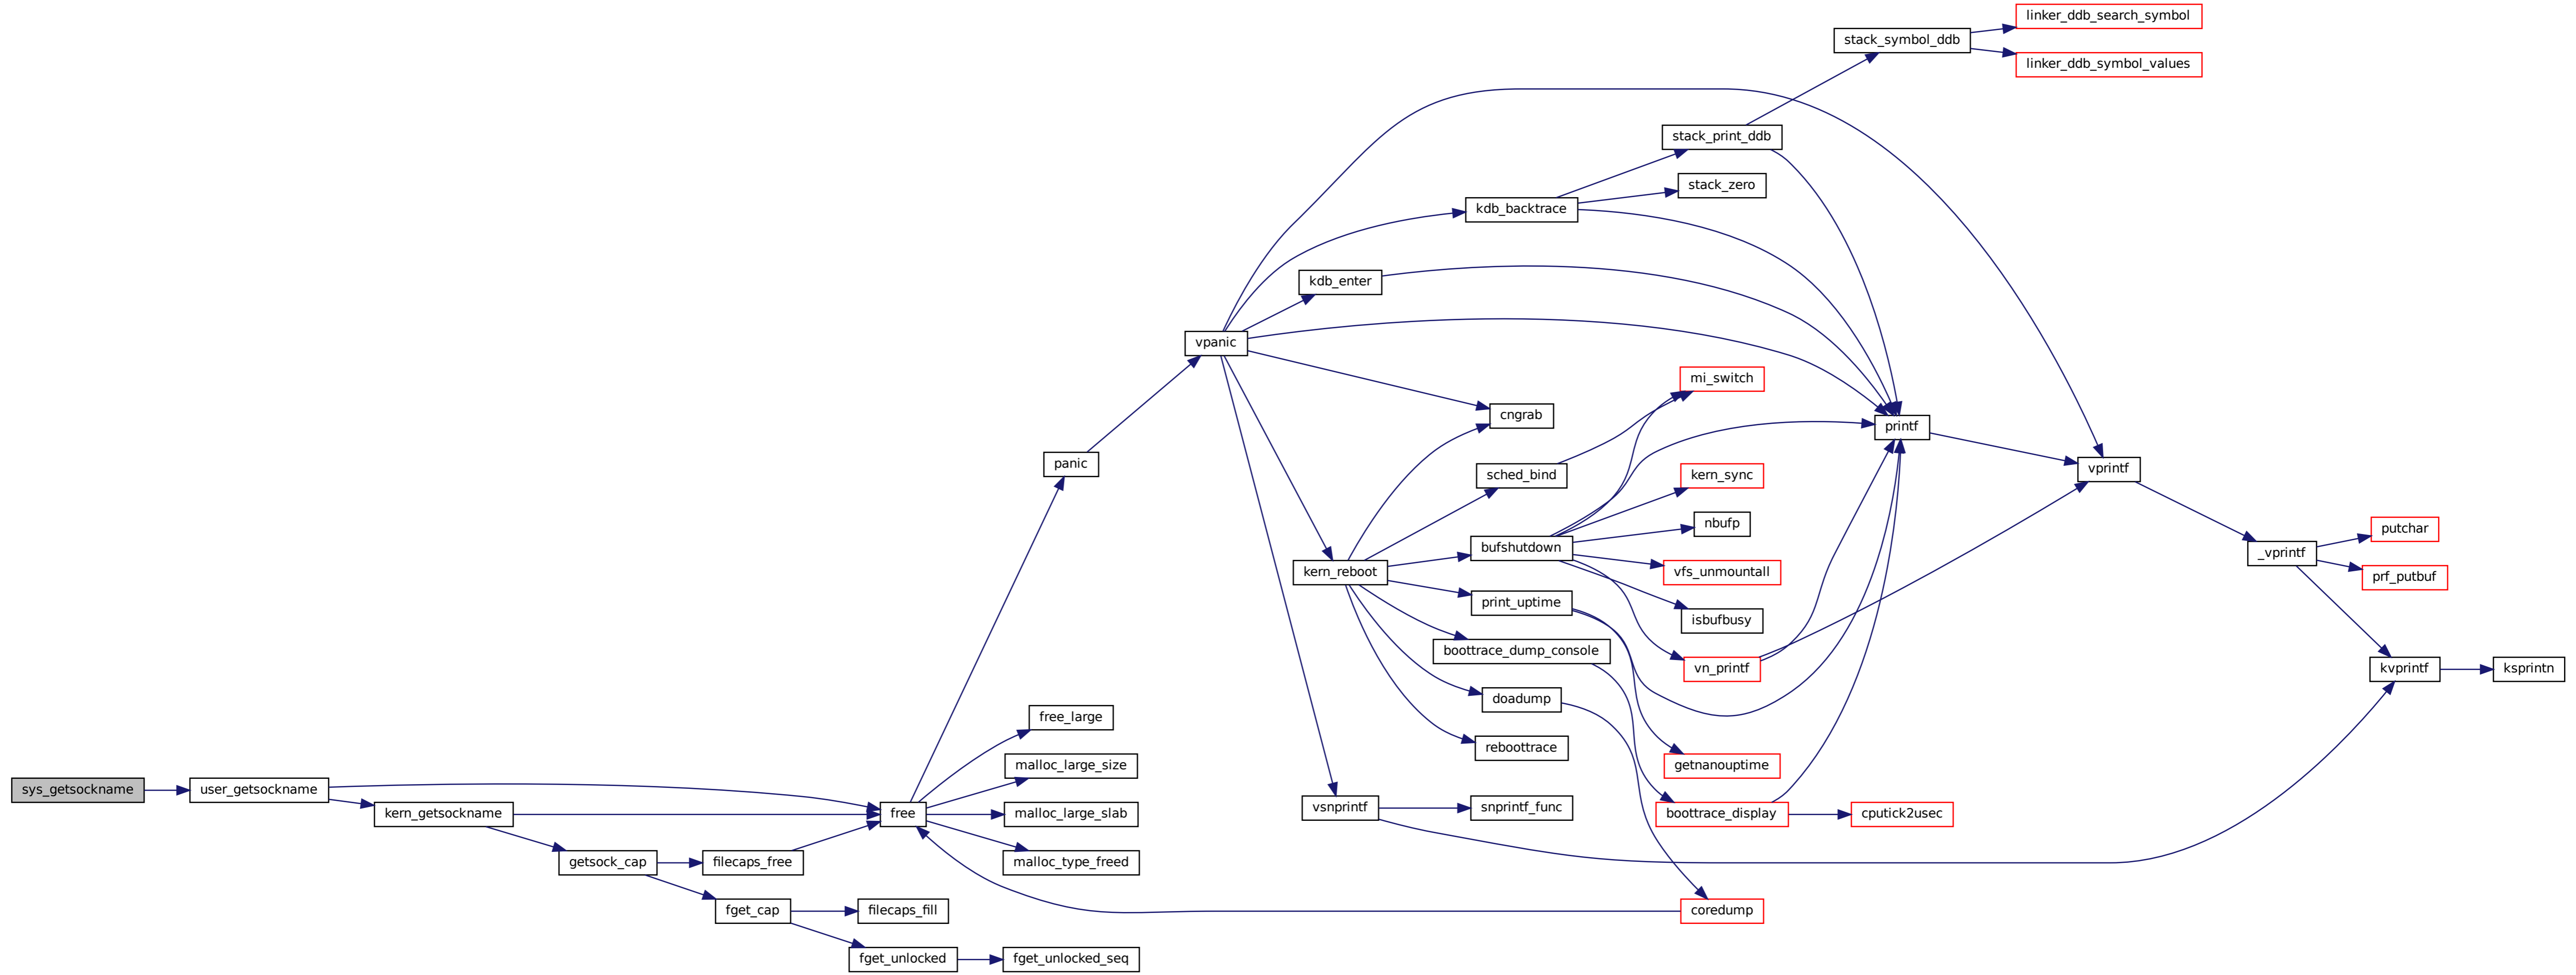 linker_ddb_search_symbol
stack_symbol_ddb
linker_ddb_symbol_values
stack_print_ddb
stack_zero
kdb_backtrace
kdb_enter
vpanic
mi_switch
cngrab
printf
panic
vprintf
sched_bind
kern_sync
nbufp
putchar
bufshutdown
_vprintf
kern_reboot
vfs_unmountall
prf_putbuf
print_uptime
isbufbusy
boottrace_dump_console
vn_printf
kvprintf
ksprintn
doadump
free_large
reboottrace
malloc_large_size
getnanouptime
sys_getsockname
user_getsockname
vsnprintf
snprintf_func
kern_getsockname
free
malloc_large_slab
boottrace_display
cputick2usec
getsock_cap
filecaps_free
malloc_type_freed
fget_cap
filecaps_fill
coredump
fget_unlocked
fget_unlocked_seq